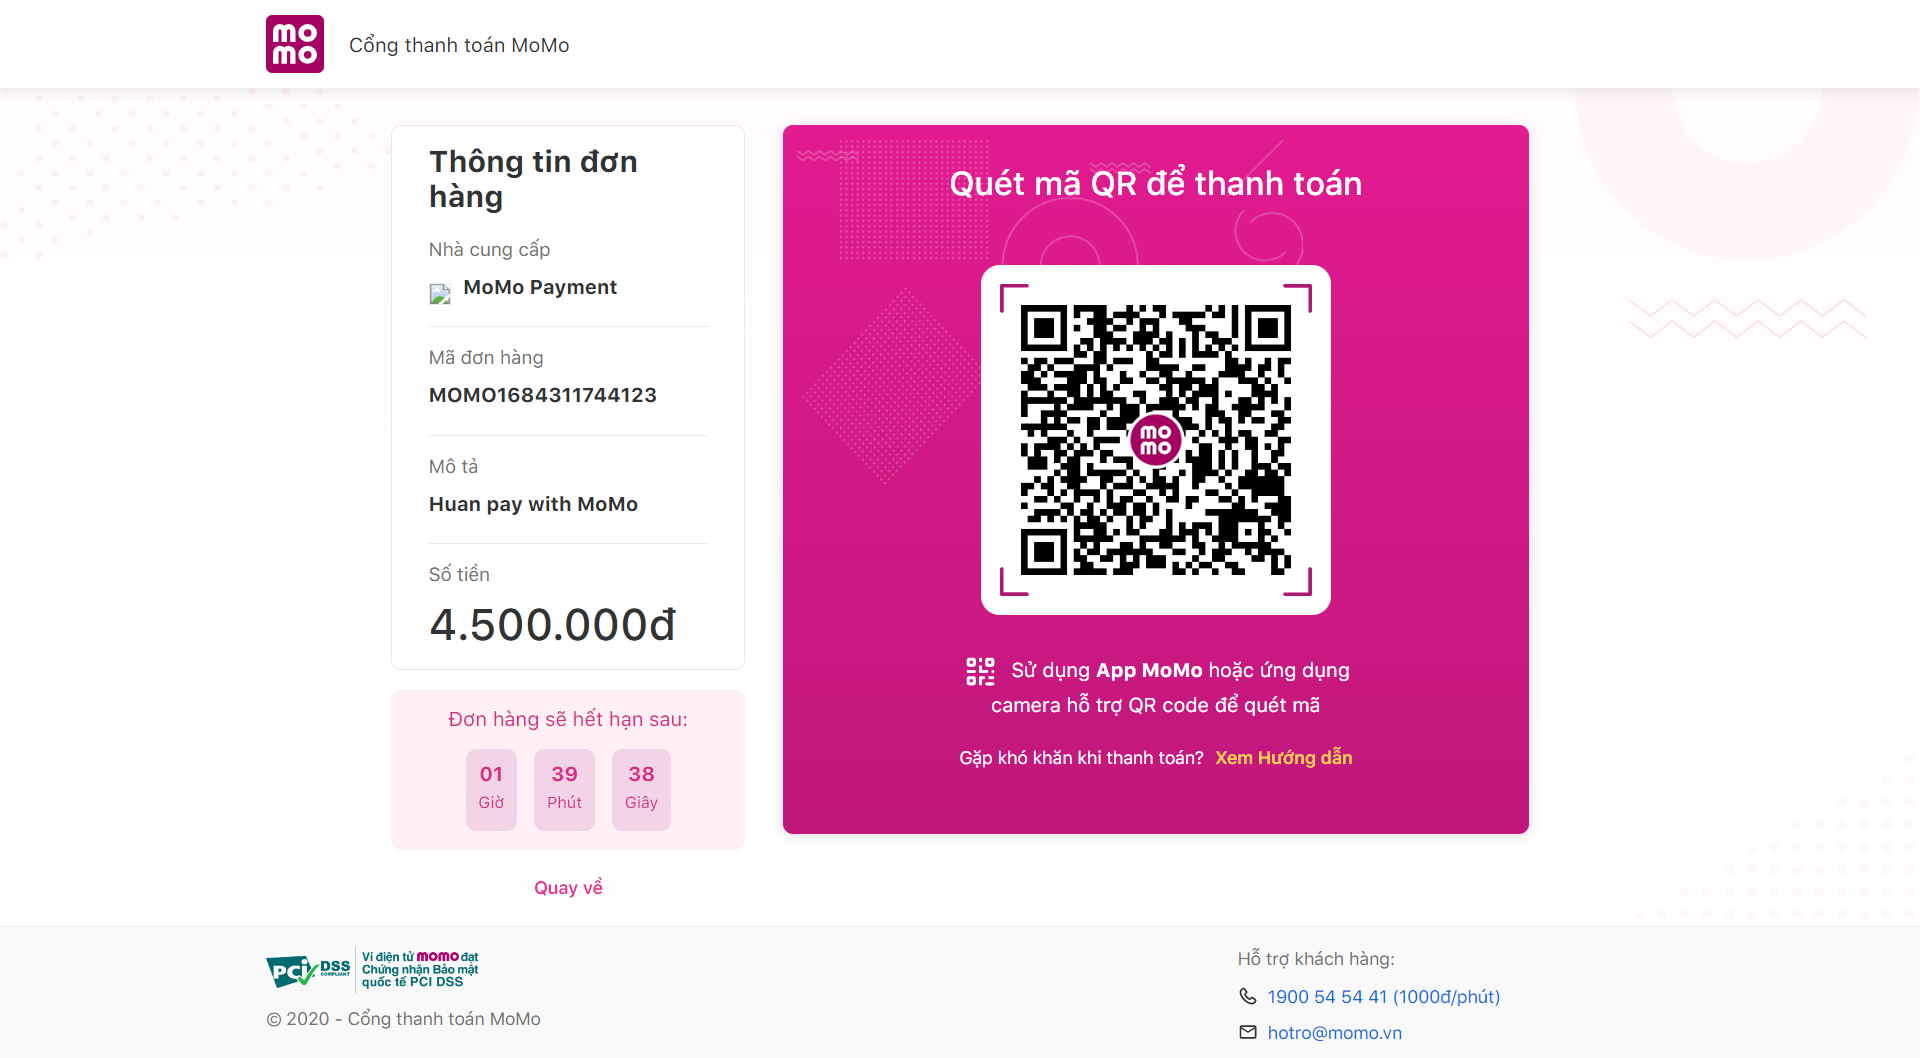 momo
Cổng thanh toán MoMo
Thông tin đơn
hàng
Nhà cung cấp
MoMo Payment
Mã đơn hàng
MOMO1684311744123
Mô tả
Huan pay with MoMo
Số tiền
4.500.000đ
Đơn hàng sẽ hết hạn sau:
01 39 38
Giờ Phút Giây
Quay về
Quét mã QR để thanh toán
momo
Sử dụng App MoMo hoặc ứng dụng
camera hỗ trợ QR code để quét mã
Gặp khó khăn khi thanh toán? Xem Hướng dẫn
PCI DSS COMPLIANT
Ví điện tử momo đạt
Chứng nhận Bảo mật
quốc tế PCI DSS
© 2020 - Cổng thanh toán MoMo
Hỗ trợ khách hàng:
1900 54 54 41 (1000đ/phút)
hotro@momo.vn